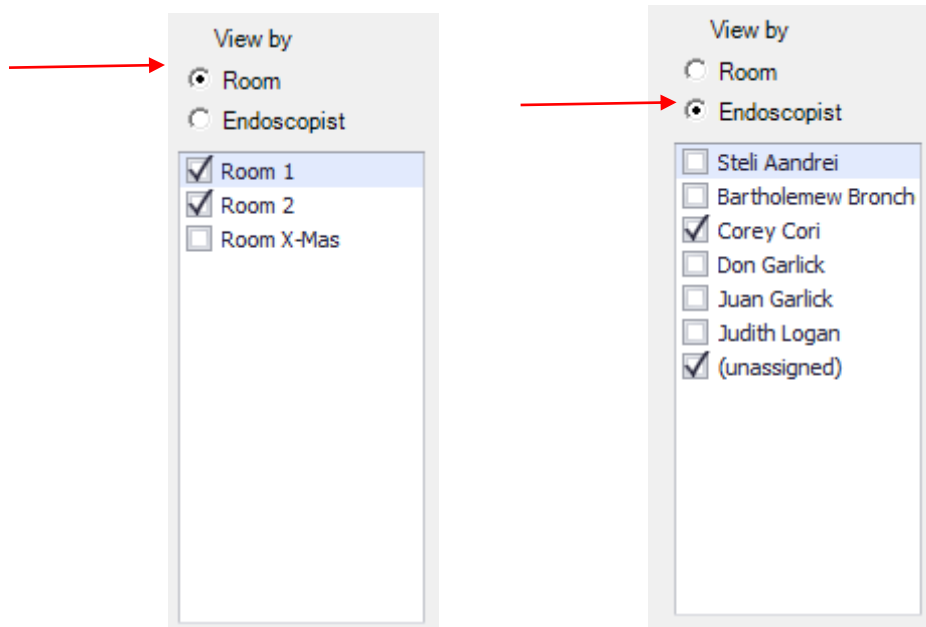 View by
Room
Endoscopist
Room 1
Room 2
Room X-Mas
View by
Room
Endoscopist
Steli Aandrei
Bartholemew Bronch
Corey Cori
Don Garlick
Juan Garlick
Judith Logan
(unassigned)